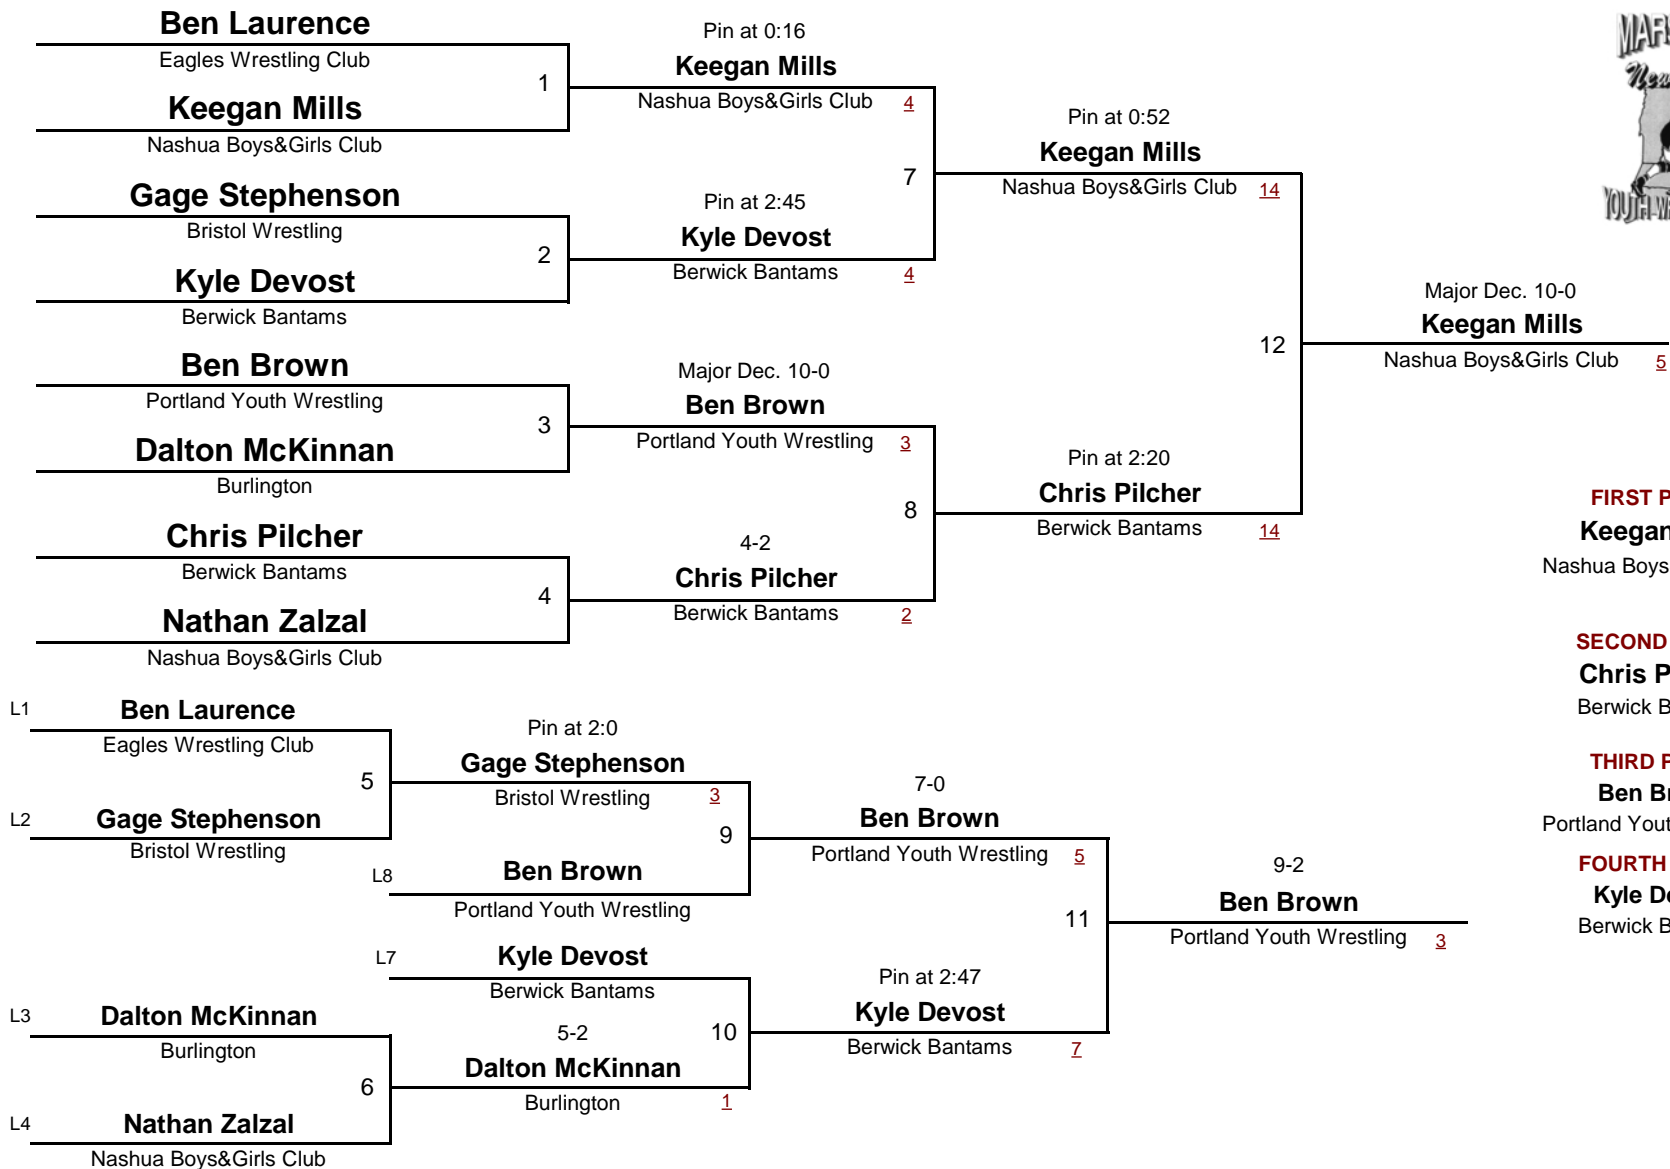 Ben Laurence
Eagles Wrestling Club
1
Keegan Mills
Nashua Boys&Girls Club
Gage Stephenson
Bristol Wrestling
2
Kyle Devost
Berwick Bantams
Ben Brown
Portland Youth Wrestling
3
Dalton McKinnan
Burlington
Chris Pilcher
Berwick Bantams
4
Nathan Zalzal
Nashua Boys&Girls Club
Pin at 0:16
Keegan Mills
Nashua Boys&Girls Club 4
7
Pin at 2:45
Kyle Devost
Berwick Bantams 4
Major Dec. 10-0
Ben Brown
Portland Youth Wrestling 3
8
4-2
Chris Pilcher
Berwick Bantams 2
Pin at 0:52
Keegan Mills
Nashua Boys&Girls Club 14
12
Pin at 2:20
Chris Pilcher
Berwick Bantams 14
Major Dec. 10-0
Keegan Mills
Nashua Boys&Girls Club 5
L1 Ben Laurence
Eagles Wrestling Club
5
L2 Gage Stephenson
Bristol Wrestling
Pin at 2:0
Gage Stephenson
Bristol Wrestling 3
9
L8 Ben Brown
Portland Youth Wrestling
L7 Kyle Devost
Berwick Bantams
10
L3 Dalton McKinnan
Burlington
6
L4 Nathan Zalzal
Nashua Boys&Girls Club
5-2
Dalton McKinnan
Burlington 1
7-0
Ben Brown
Portland Youth Wrestling 5
11
Pin at 2:47
Kyle Devost
Berwick Bantams 7
9-2
Ben Brown
Portland Youth Wrestling 3
FIRST P
Keegan
Nashua Boys
SECOND
Chris P
Berwick B
THIRD P
Ben Br
Portland Yout
FOURTH
Kyle De
Berwick B